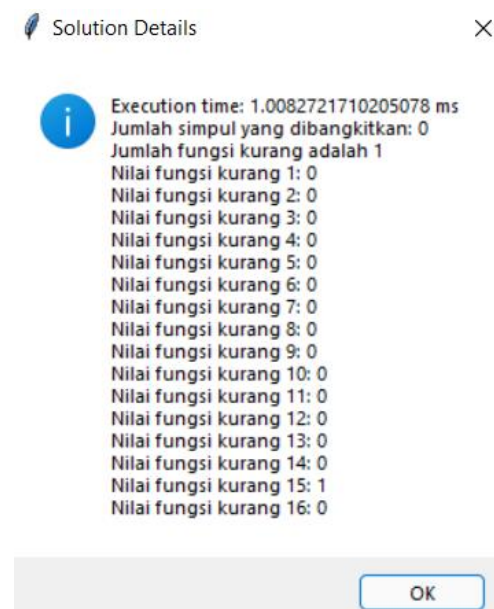 Solution Details
Execution time: 1.0082721710205078 ms
Jumlah simpul yang dibangkitkan: 0
Jumlah fungsi kurang adalah 1
Nilai fungsi kurang 1: 0
Nilai fungsi kurang 2: 0
Nilai fungsi kurang 3: 0
Nilai fungsi kurang 4: 0
Nilai fungsi kurang 5: 0
Nilai fungsi kurang 6: 0
Nilai fungsi kurang 7: 0
Nilai fungsi kurang 8: 0
Nilai fungsi kurang 9: 0
Nilai fungsi kurang 10: 0
Nilai fungsi kurang 11: 0
Nilai fungsi kurang 12: 0
Nilai fungsi kurang 13: 0
Nilai fungsi kurang 14: 0
Nilai fungsi kurang 15: 1
Nilai fungsi kurang 16: 0
OK